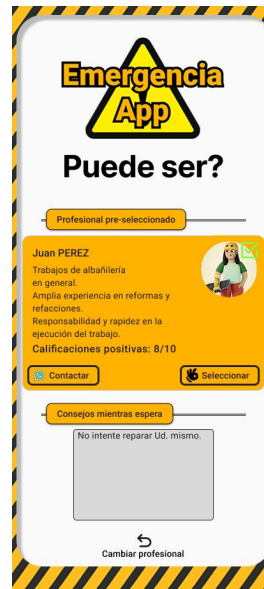 Emergencia
App
Puede ser?
Profesional pre-seleccionado
Juan PEREZ
Trabajos de albañilería
en general.
Amplia experiencia en reformas y
refacciones.
Responsabilidad y rapidez en la
ejecución del trabajo.
Calificaciones positivas: 8/10
Contactar
Seleccionar
Consejos mientras espera
No intente reparar Ud. mismo.
Cambiar profesional